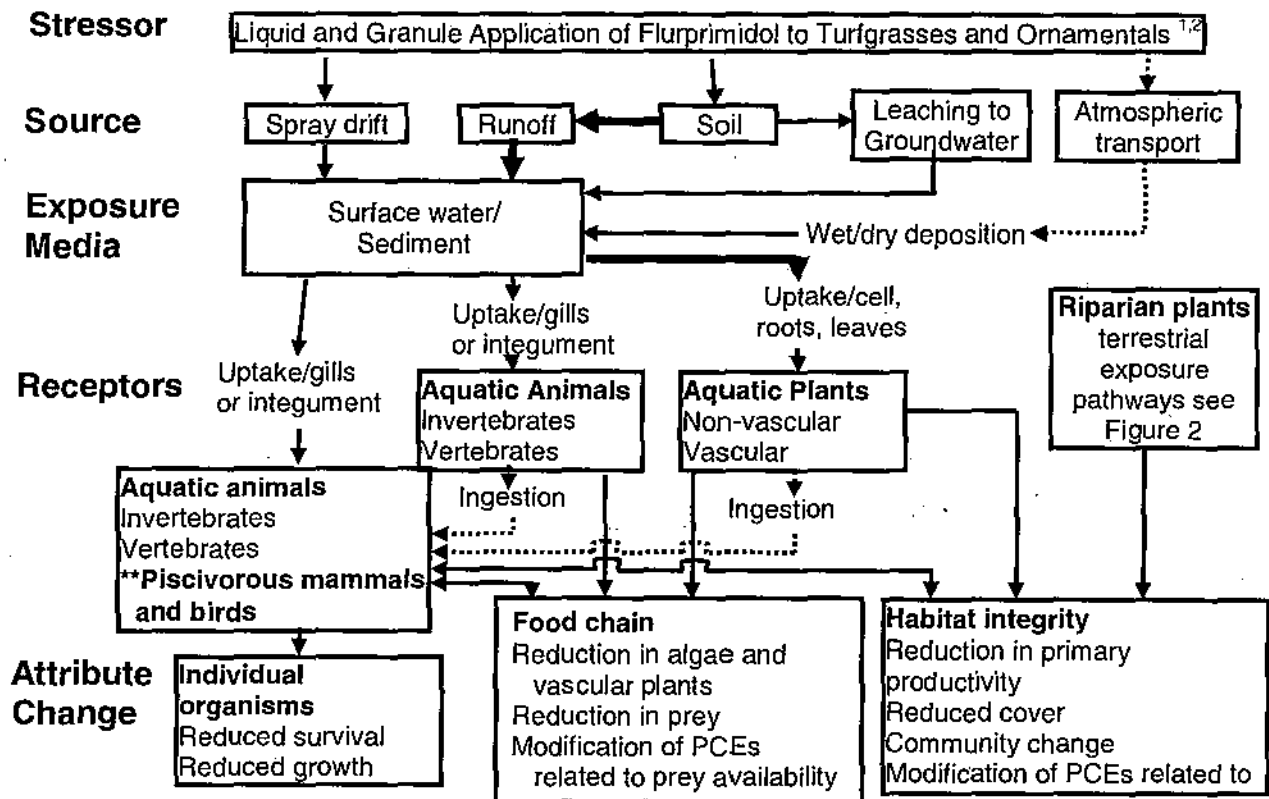 Stressor
Liquid and Granule Application of Flurprimidol to Turfgrasses and Ornamentals 1,2
Source
Spray drift
Runoff
Soil
Leaching to
Groundwater
Atmospheric
transport
Exposure
Media
Surface water/
Sediment
Wet/dry deposition
Uptake/gills
or integument
Uptake/cell,
roots, leaves
Riparian plants
terrestrial
exposure
pathways see
Figure 2
Receptors
Uptake/gills
or integument
Aquatic Animals
Invertebrates
Vertebrates
Aquatic Plants
Non-vascular
Vascular
Ingestion
Ingestion
Aquatic animals
Invertebrates
Vertebrates
**Piscivorous mammals
and birds
Attribute
Change
Individual
organisms
Reduced survival
Reduced growth
Food chain
Reduction in algae and
vascular plants
Reduction in prey
Modification of PCEs
related to prey availability
Habitat integrity
Reduction in primary
productivity
Reduced cover
Community change
Modification of PCEs related to